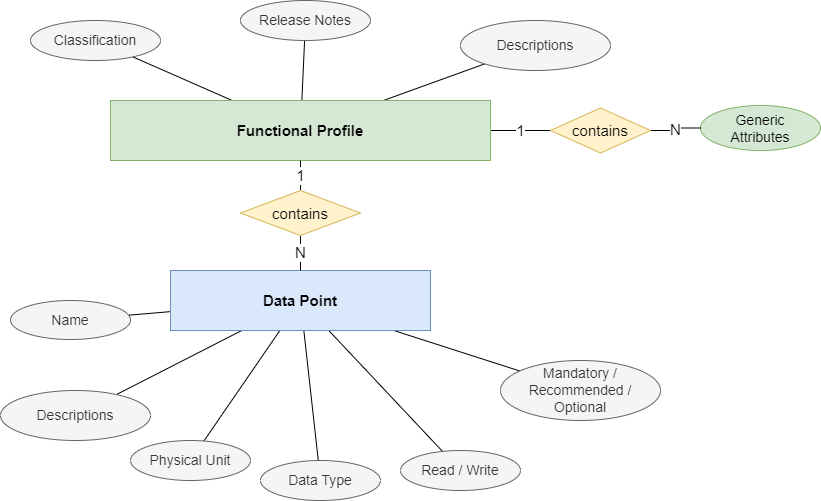 Release Notes
Classification
Descriptions
Functional Profile
1
contains
N
Generic
Attributes
1
contains
N
Data Point
Name
Mandatory /
Recommended /
Optional
Descriptions
Physical Unit
Data Type
Read / Write